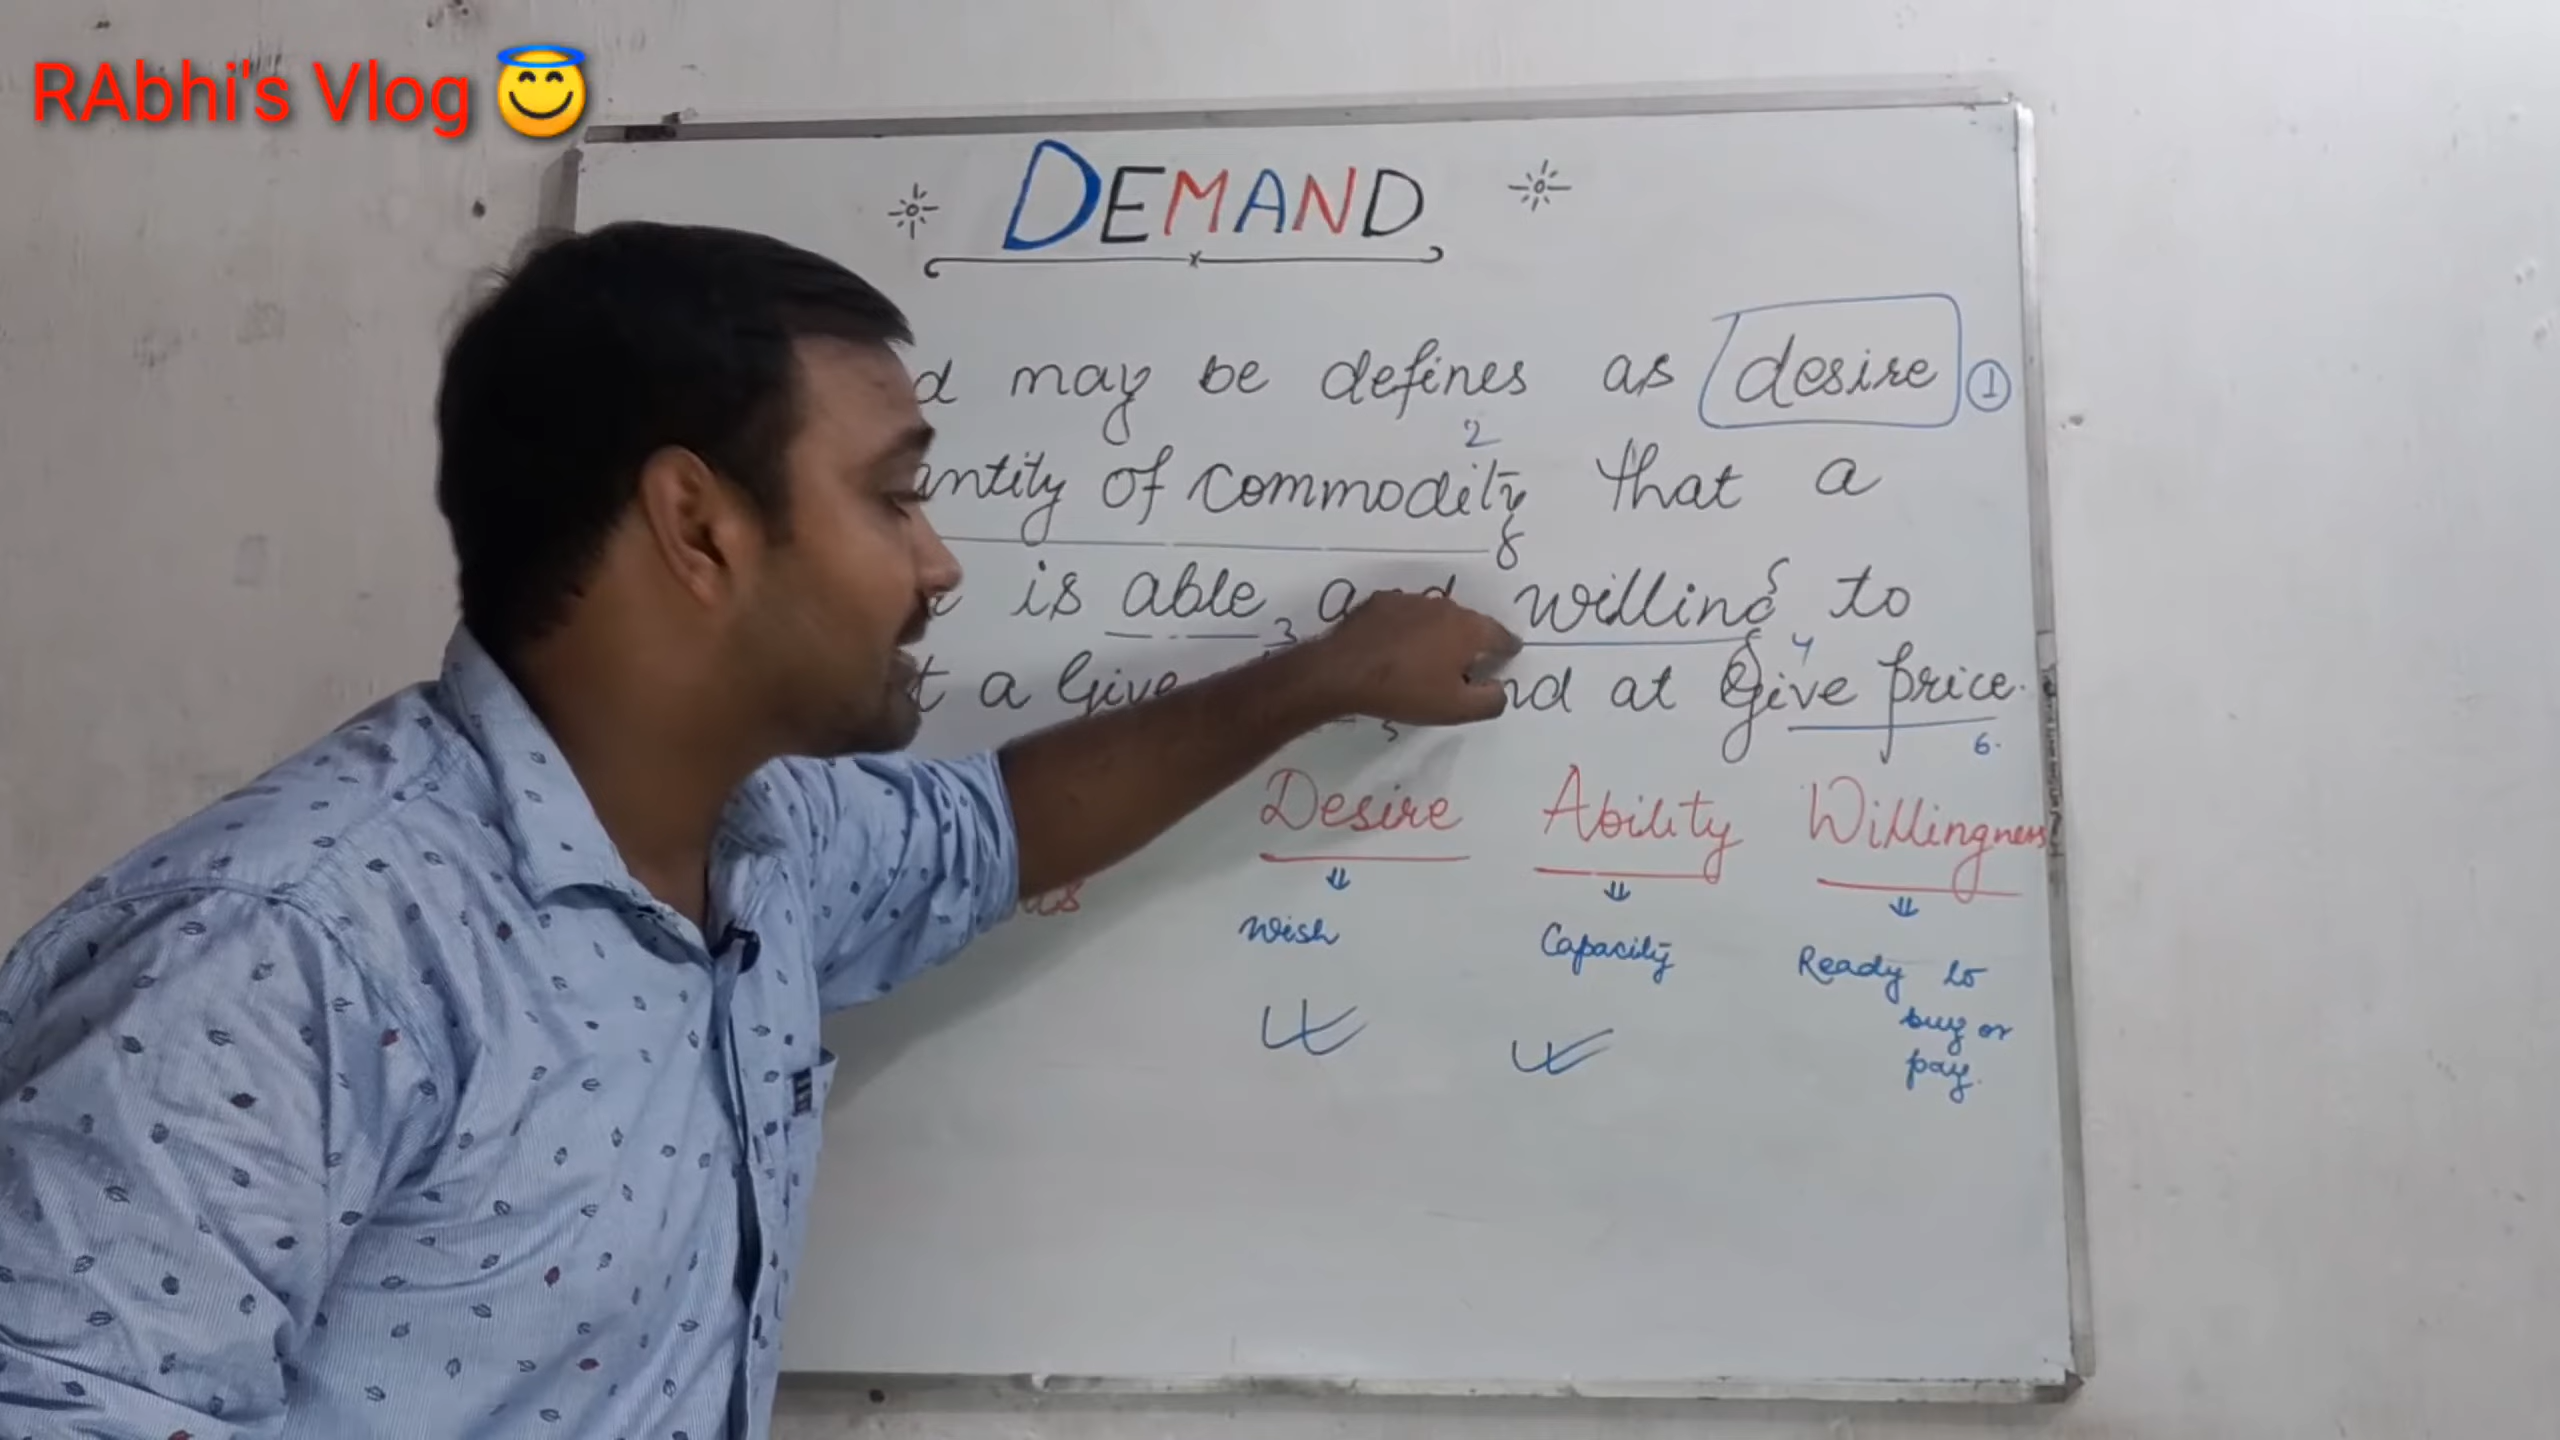 RAbhi's Vlog
DEMAND
d may be defines as desire 1
antity of commodity 2 that a
is able 3 and willing 4 to
t a Give 5 nd at Give price. 6.
Desire Ability Willingness
wish Capacity Ready to
buy or
pay.